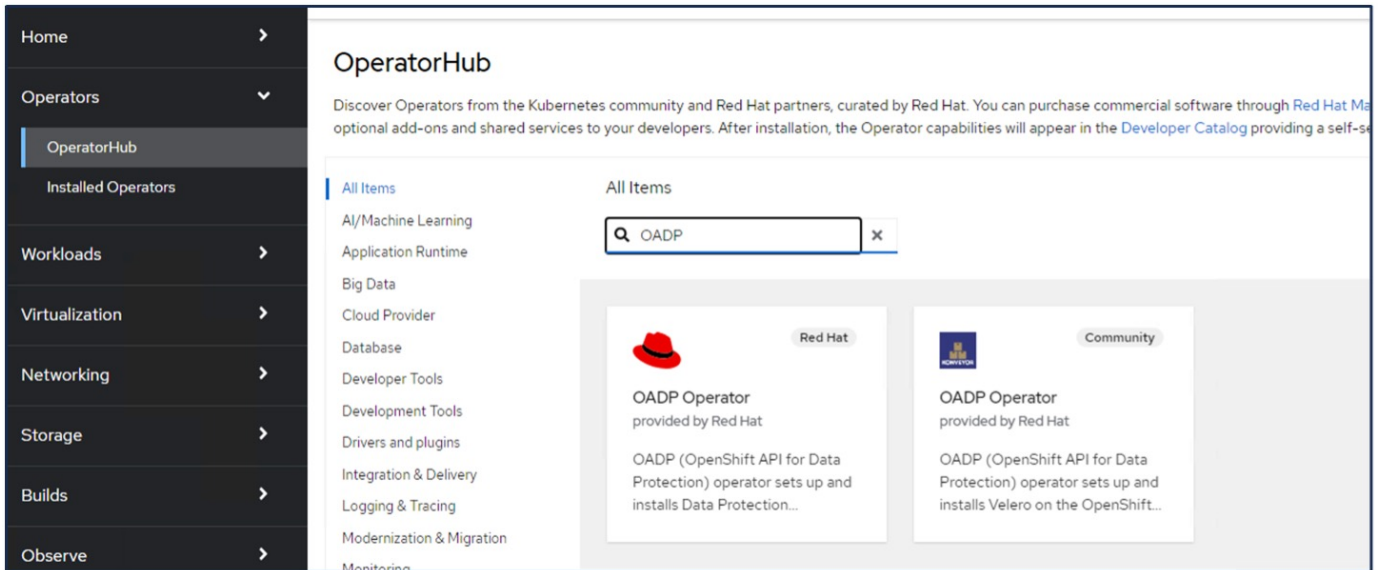 Home
Operators
OperatorHub
Installed Operators
Workloads
Virtualization
Networking
Storage
Builds
Observe
OperatorHub
Discover Operators from the Kubernetes community and Red Hat partners, curated by Red Hat. You can purchase commercial software through Red Hat Ma
optional add-ons and shared services to your developers. After installation, the Operator capabilities will appear in the Developer Catalog providing a self-se
All Items
AI/Machine Learning
Application Runtime
Big Data
Cloud Provider
Database
Developer Tools
Development Tools
Drivers and plugins
Integration & Delivery
Logging & Tracing
Modernization & Migration
Monitoring
All Items
OADP
Red Hat
OADP Operator
provided by Red Hat
OADP (OpenShift API for Data
Protection) operator sets up and
installs Data Protection...
KONVEYOR
Community
OADP Operator
provided by Red Hat
OADP (OpenShift API for Data
Protection) operator sets up and
installs Velero on the OpenShift...